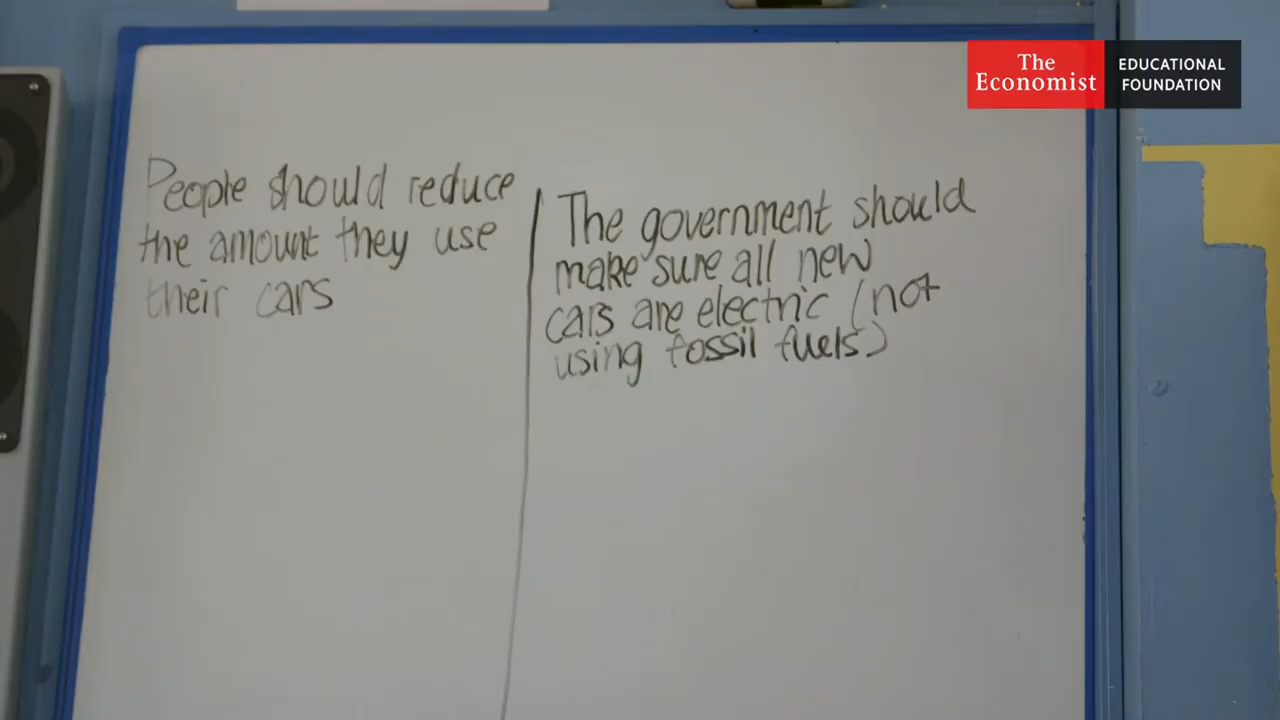 The
Economist
EDUCATIONAL
FOUNDATION
People should reduce
the amount they use
their cars
The government should
make sure all new
cars are electric (not
using fossil fuels)